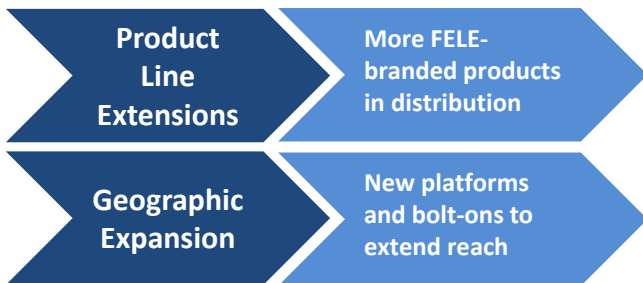 Product
Line
Extensions
More FELE-
branded products
in distribution
Geographic
Expansion
New platforms
and bolt-ons to
extend reach